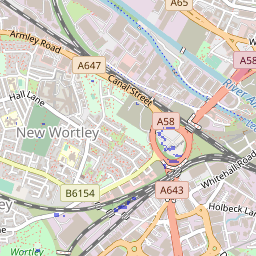 A65
Armley Road
A647
A58
Canal Street
River A
Hall Lane
A58
New Wortley
Whitehall Road
B6154
A643
ey
Holbeck Lane
Wortley